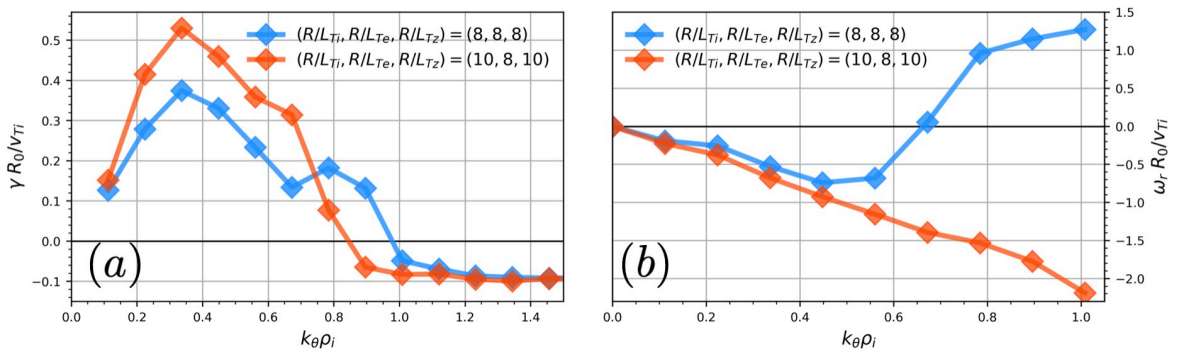 (R/L_Ti, R/L_Te, R/L_Tz) = (8, 8, 8)
(R/L_Ti, R/L_Te, R/L_Tz) = (10, 8, 10)
0.5
0.4
0.3
0.2
0.1
0.0
−0.1
γ R_0/v_Ti
(a)
0.0 0.2 0.4 0.6 0.8 1.0 1.2 1.4
k_θρ_i
(R/L_Ti, R/L_Te, R/L_Tz) = (8, 8, 8)
(R/L_Ti, R/L_Te, R/L_Tz) = (10, 8, 10)
1.5
1.0
0.5
0.0
−0.5
−1.0
−1.5
−2.0
ω_r R_0/v_Ti
(b)
0.0 0.2 0.4 0.6 0.8 1.0
k_θρ_i